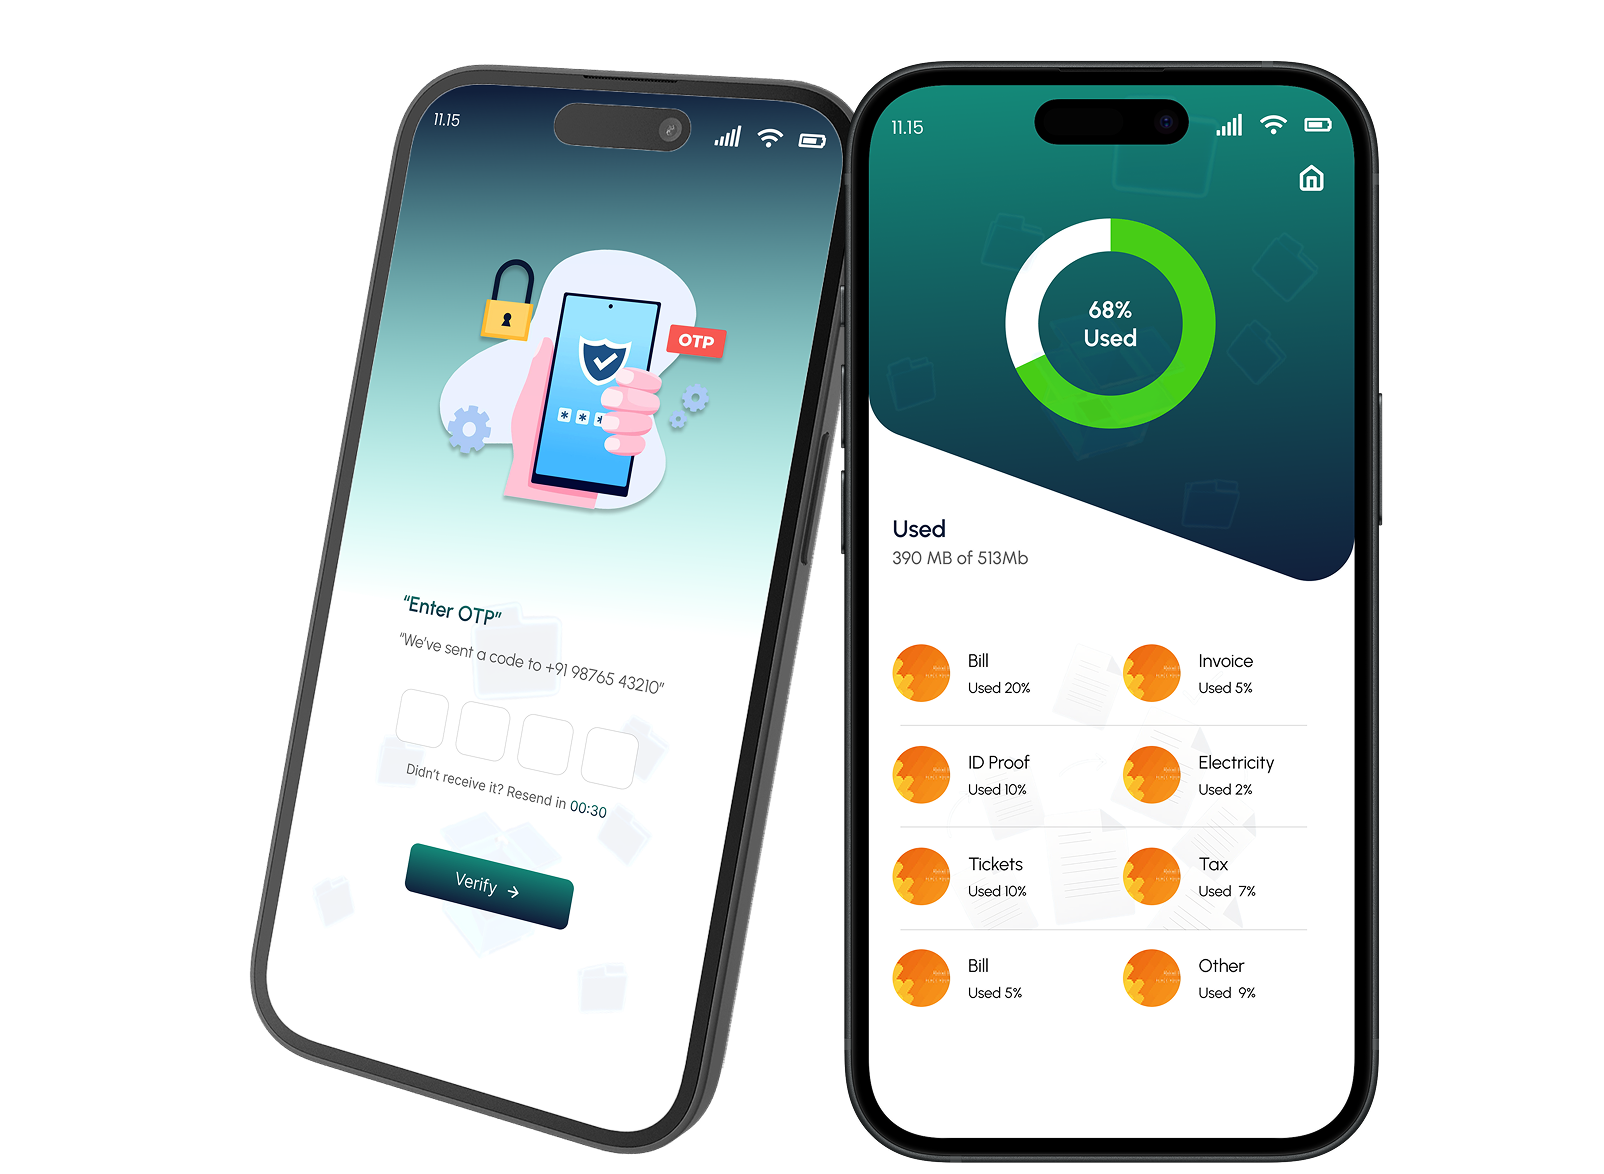 11.15
OTP
* * *
“Enter OTP”
“We’ve sent a code to +91 98765 43210”
Didn’t receive it? Resend in 00:30
Verify →
11.15
68%
Used
Used
390 MB of 513Mb
Bill
Used 20%
Invoice
Used 5%
ID Proof
Used 10%
Electricity
Used 2%
Tickets
Used 10%
Tax
Used 7%
Bill
Used 5%
Other
Used 9%